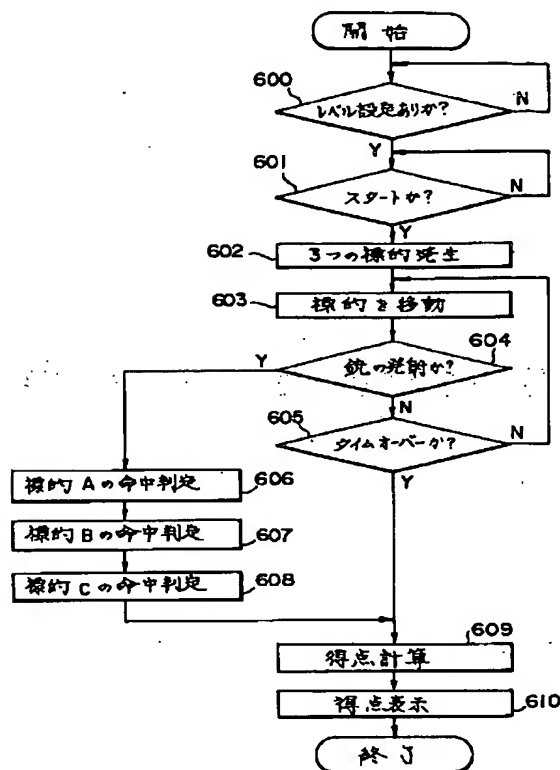 開始
600
レベル設定ありか?
N
Y
601
スタートか?
N
Y
602
3つの標的発生
603
標的を移動
604
Y
銃の発射か?
N
605
タイムオーバーか?
N
Y
標的Aの命中判定
606
標的Bの命中判定
607
標的Cの命中判定
608
609
得点計算
得点表示
610
終了